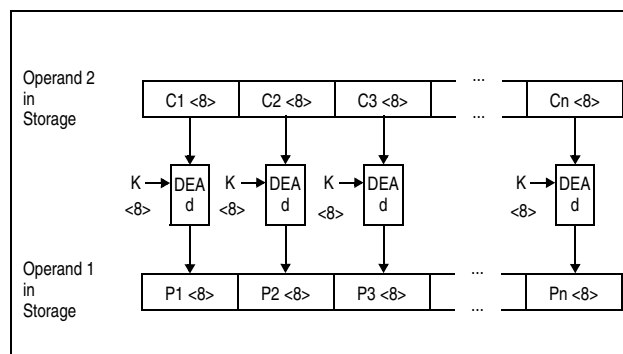 Operand 2
in
Storage
C1 <8> C2 <8> C3 <8> ... ... Cn <8>
K DEA d <8>
K DEA d <8>
K DEA d <8>
K DEA d <8>
Operand 1
in
Storage
P1 <8> P2 <8> P3 <8> ... ... Pn <8>